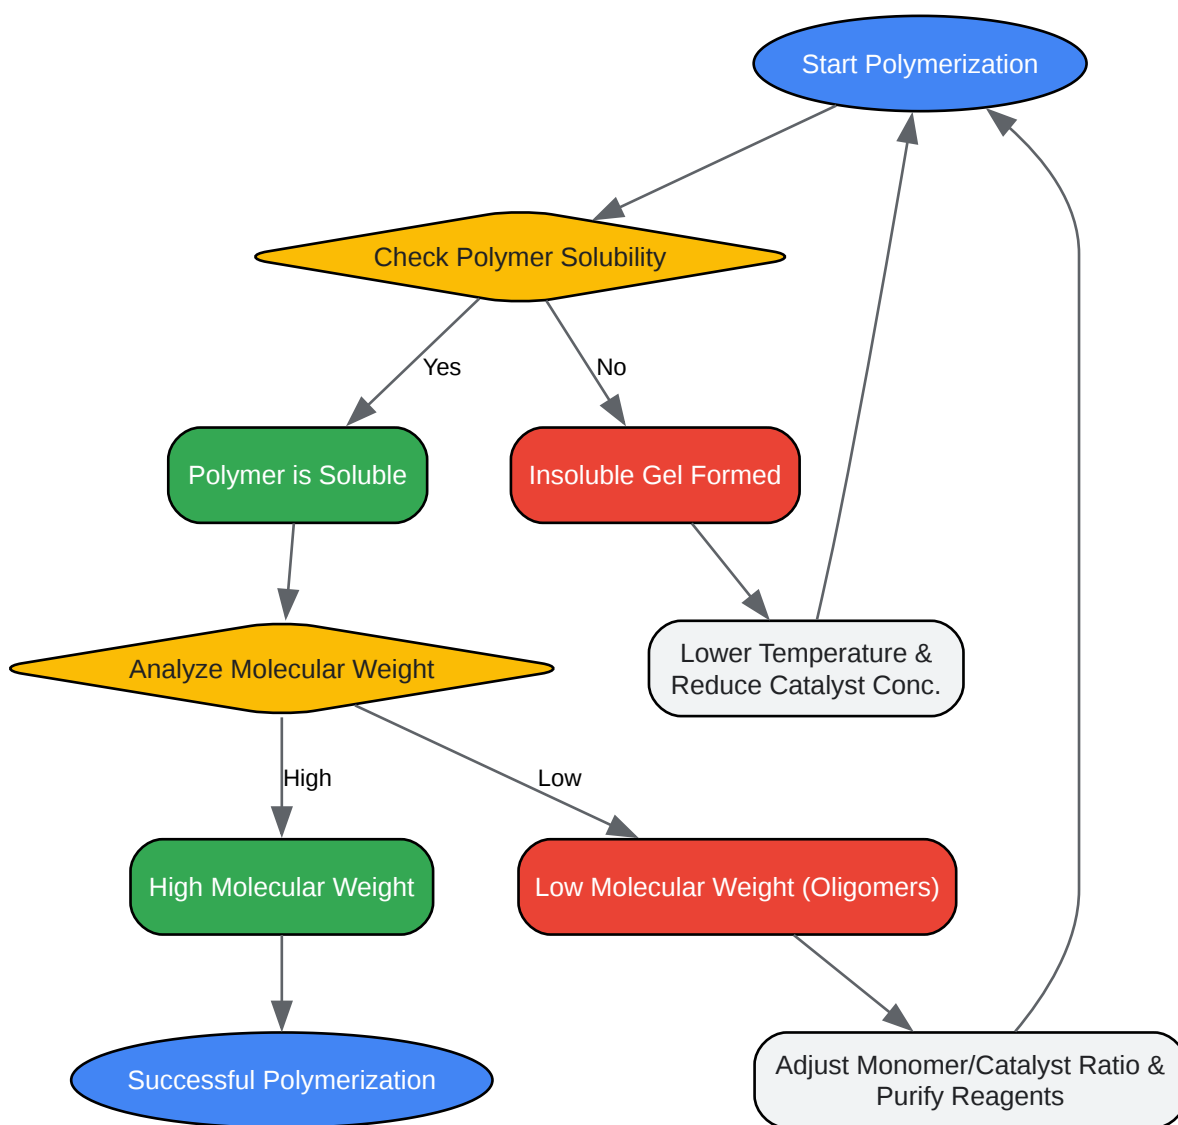 Start Polymerization
Check Polymer Solubility
Yes
No
Polymer is Soluble
Insoluble Gel Formed
Lower Temperature &
Reduce Catalyst Conc.
Analyze Molecular Weight
High
Low
High Molecular Weight
Low Molecular Weight (Oligomers)
Successful Polymerization
Adjust Monomer/Catalyst Ratio &
Purify Reagents